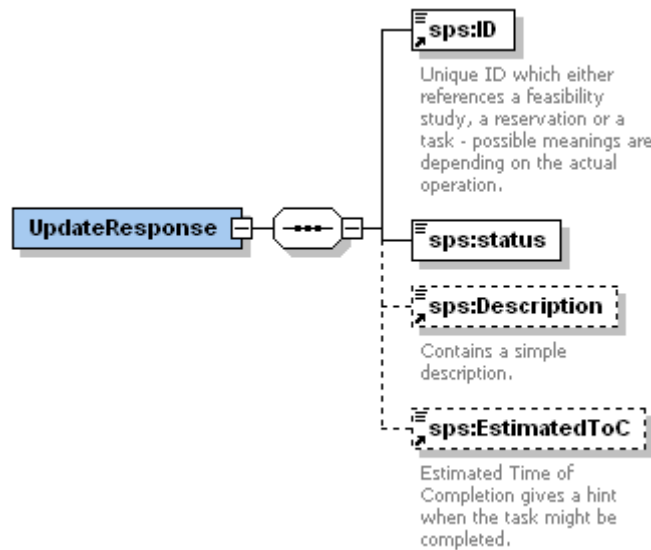 sps:ID
Unique ID which either
references a feasibility
study, a reservation or a
task - possible meanings are
depending on the actual
operation.
UpdateResponse
sps:status
sps:Description
Contains a simple
description.
sps:EstimatedToC
Estimated Time of
Completion gives a hint
when the task might be
completed.